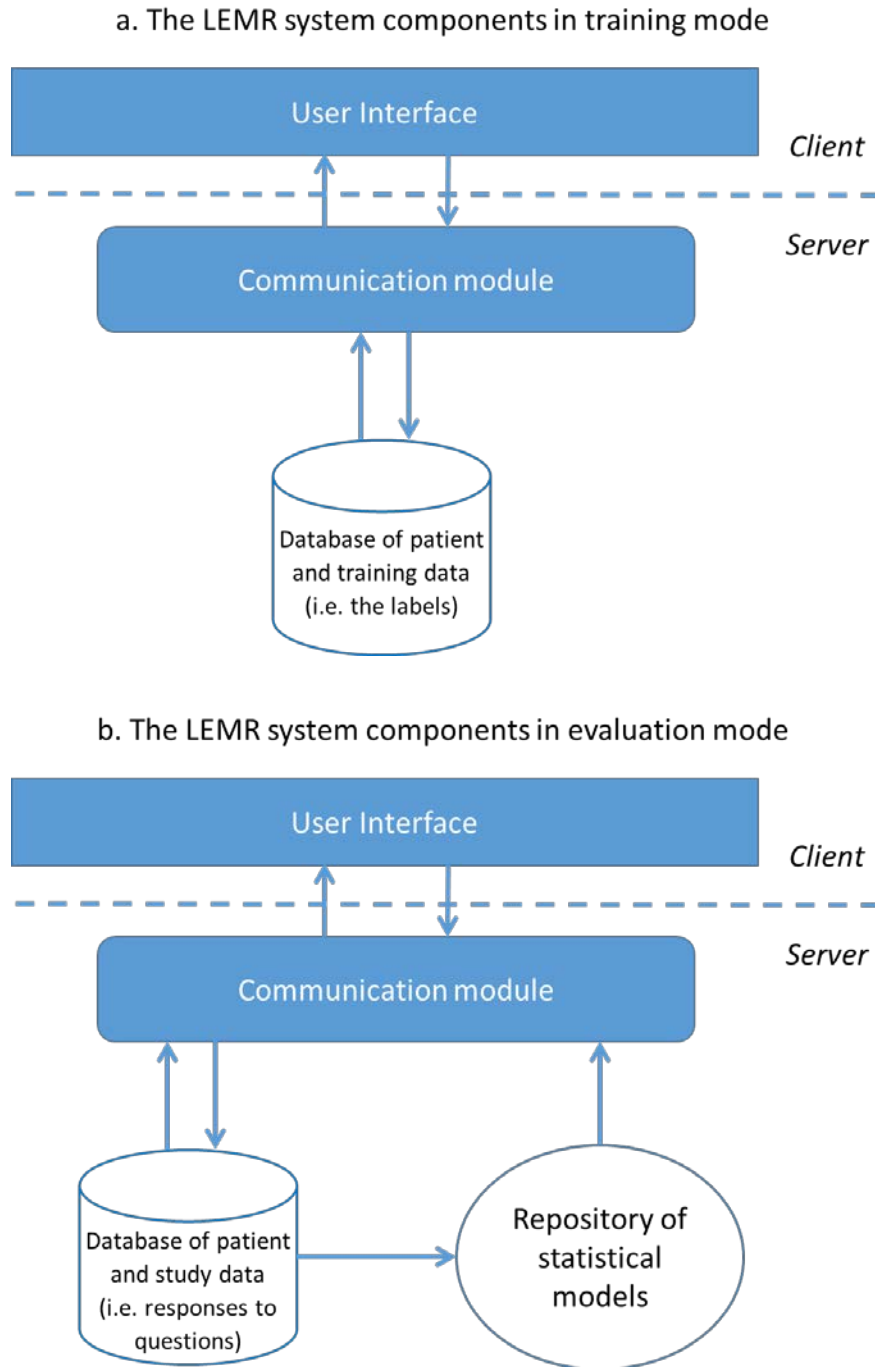 a. The LEMR system components in training mode
User Interface
Client
Server
Communication module
Database of patient
and training data
(i.e. the labels)
b. The LEMR system components in evaluation mode
User Interface
Client
Server
Communication module
Database of patient
and study data
(i.e. responses to
questions)
Repository of
statistical
models